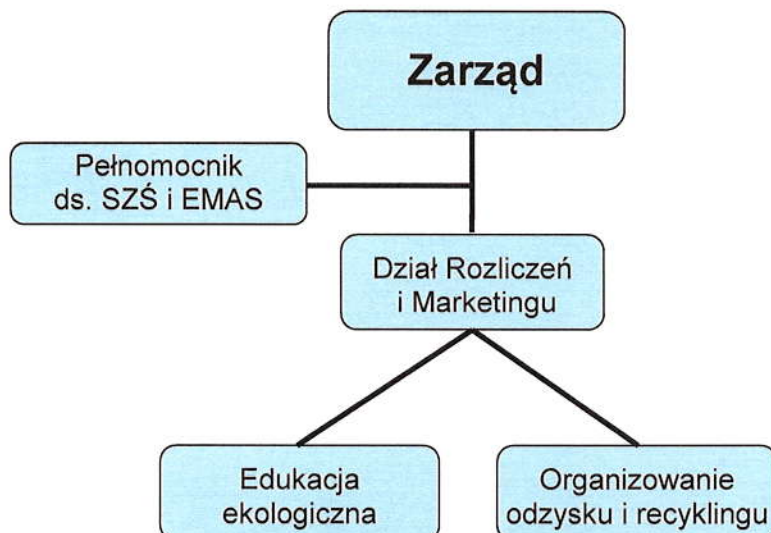 Zarząd
Pełnomocnik
ds. SZŚ i EMAS
Dział Rozliczeń
i Marketingu
Edukacja
ekologiczna
Organizowanie
odzysku i recyklingu